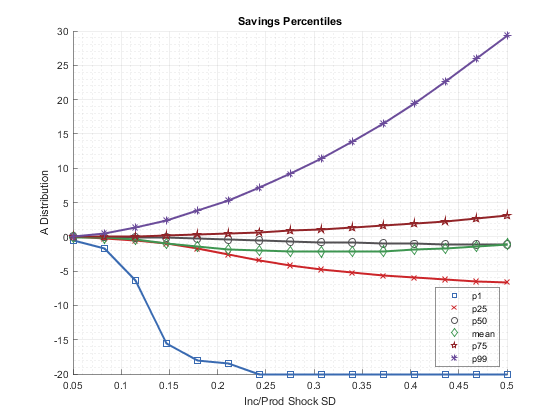 Savings Percentiles
A Distribution
30
25
20
15
10
5
0
-5
-10
-15
-20
0.05
0.1
0.15
0.2
0.25
0.3
0.35
0.4
0.45
0.5
Inc/Prod Shock SD
p1
p25
p50
mean
p75
p99